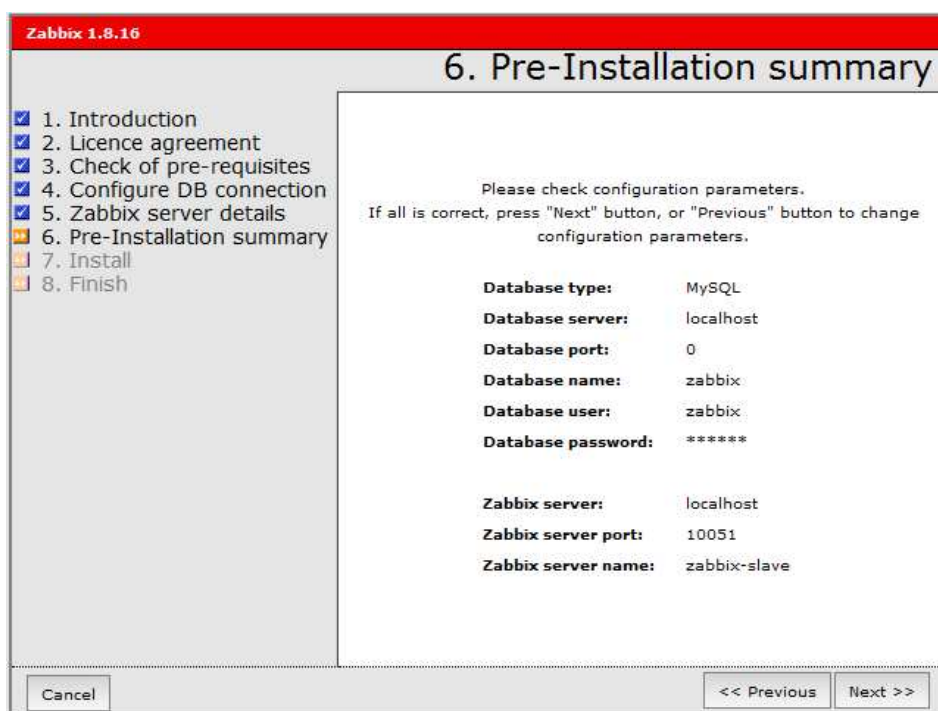 Zabbix 1.8.16
6. Pre-Installation summary
1. Introduction
2. Licence agreement
3. Check of pre-requisites
4. Configure DB connection
5. Zabbix server details
6. Pre-Installation summary
7. Install
8. Finish
Please check configuration parameters.
If all is correct, press "Next" button, or "Previous" button to change
configuration parameters.
Database type: MySQL
Database server: localhost
Database port: 0
Database name: zabbix
Database user: zabbix
Database password: ******
Zabbix server: localhost
Zabbix server port: 10051
Zabbix server name: zabbix-slave
Cancel
<< Previous
Next >>